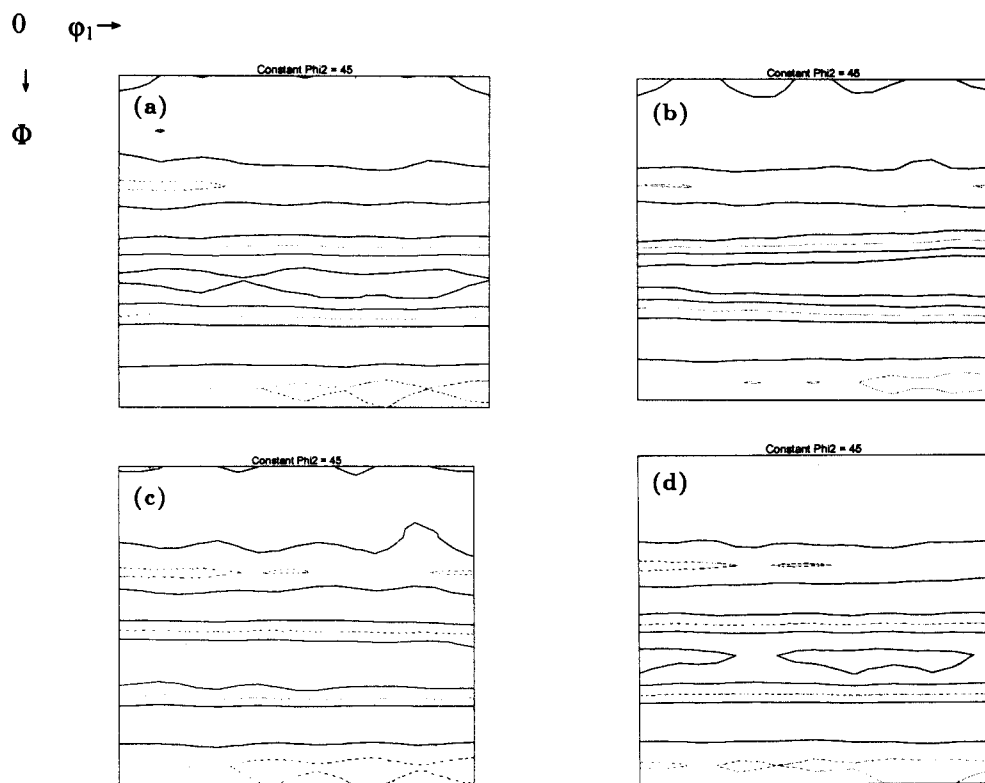 0 φ₁→
↓
Φ
Constant Phi2 = 45
(a)
Constant Phi2 = 45
(b)
Constant Phi2 = 45
(c)
Constant Phi2 = 45
(d)